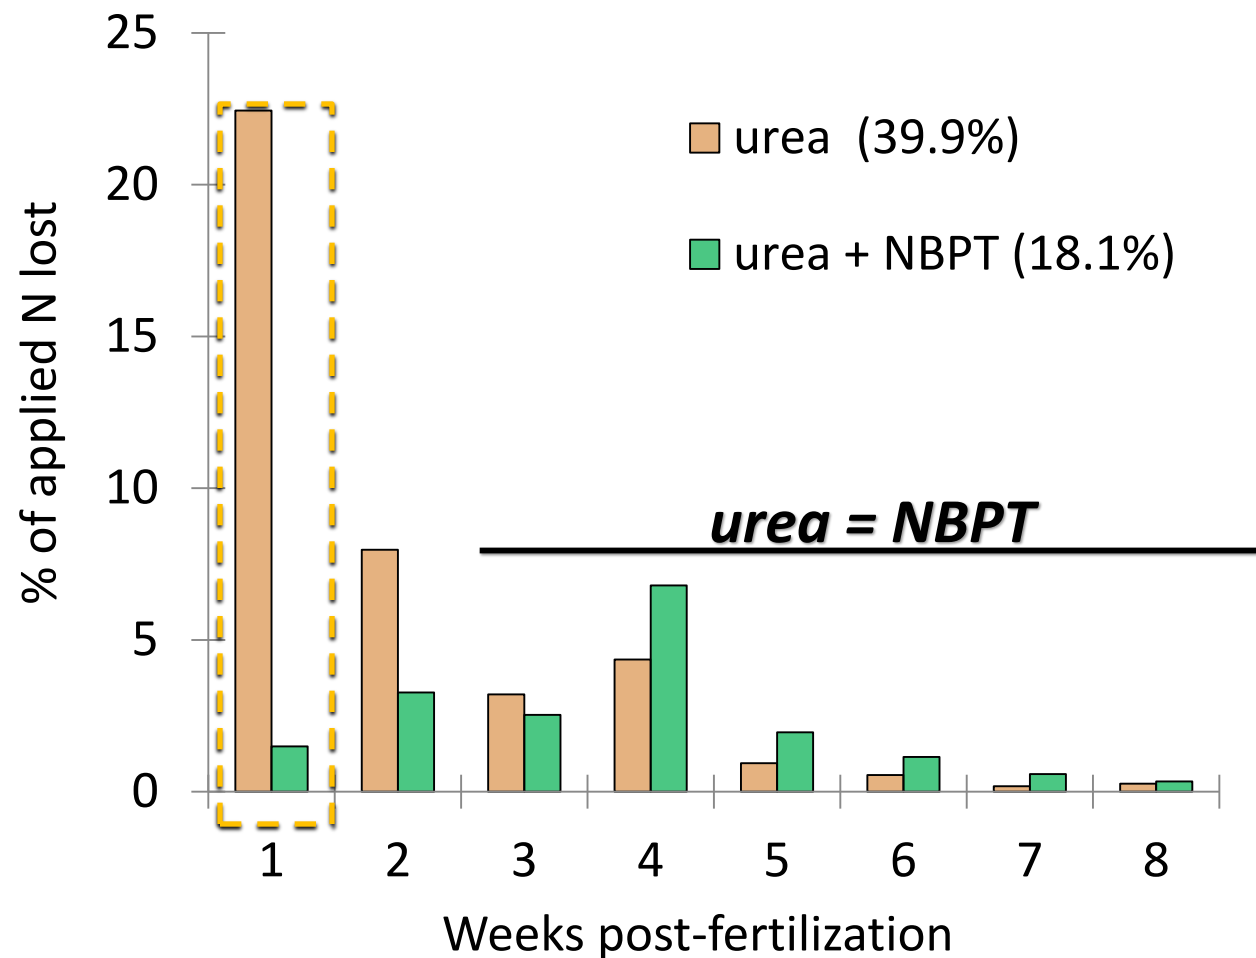 25
20
15
10
5
0
% of applied N lost
urea (39.9%)
urea + NBPT (18.1%)
urea = NBPT
1 2 3 4 5 6 7 8
Weeks post-fertilization